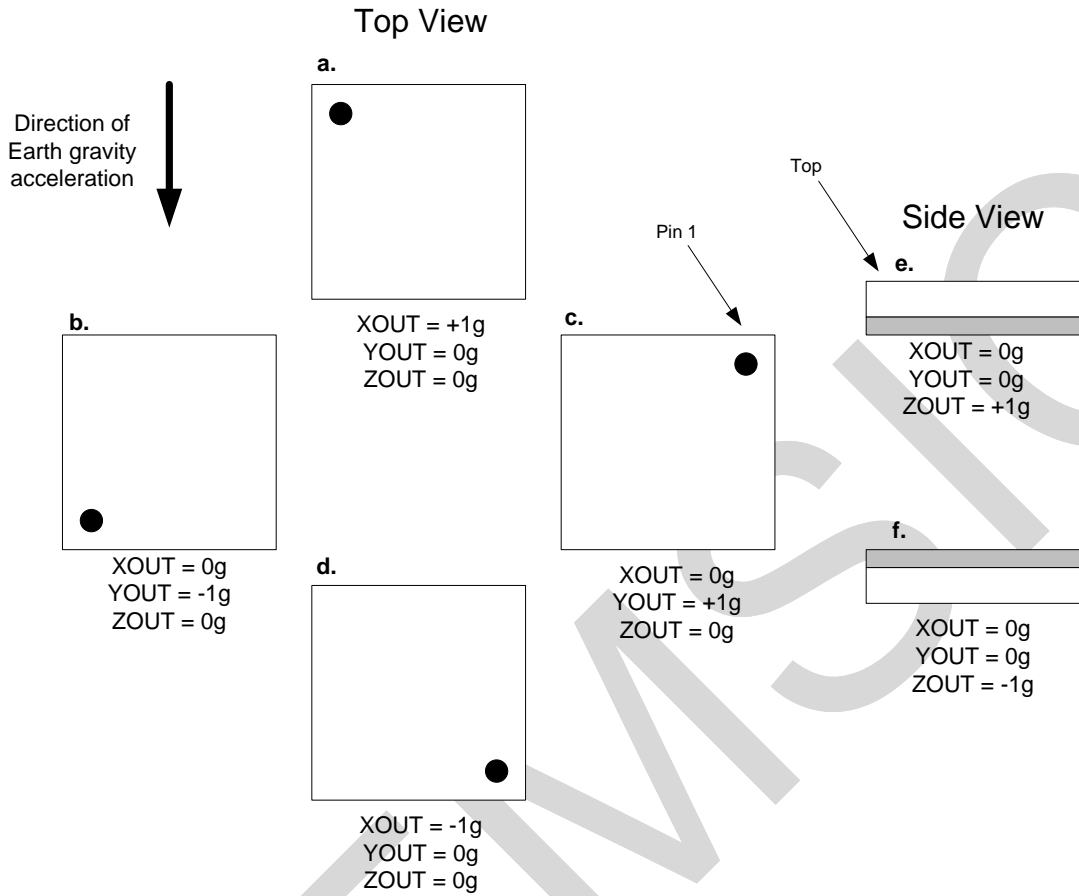 Top View
a.
Direction of
Earth gravity
acceleration
XOUT = +1g
YOUT = 0g
ZOUT = 0g
b.
XOUT = 0g
YOUT = -1g
ZOUT = 0g
Pin 1
c.
XOUT = 0g
YOUT = +1g
ZOUT = 0g
d.
XOUT = -1g
YOUT = 0g
ZOUT = 0g
Top
Side View
e.
XOUT = 0g
YOUT = 0g
ZOUT = +1g
f.
XOUT = 0g
YOUT = 0g
ZOUT = -1g